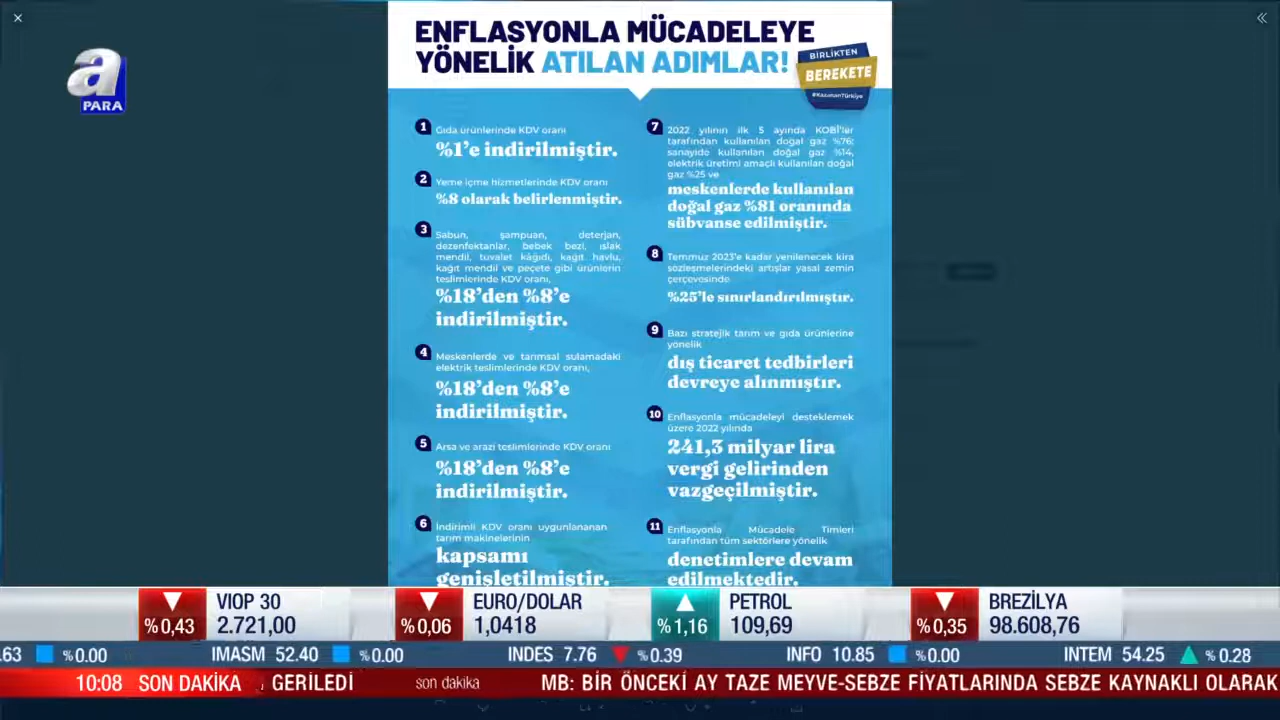 ENFLASYONLA MÜCADELEYE
YÖNELİK ATILAN ADIMLAR!
BİRLİKTEN
BEREKETE
#KazananTürkiye
a
PARA
1 Gıda ürünlerinde KDV oranı
%1’e indirilmiştir.
2 Yeme içme hizmetlerinde KDV oranı
%8 olarak belirlenmiştir.
3 Sabun, şampuan, deterjan,
dezenfektanlar, bebek bezi, ıslak
mendil, tuvalet kâğıdı, kağıt havlu,
kağıt mendil ve peçete gibi ürünlerin
teslimlerinde KDV oranı,
%18’den %8’e
indirilmiştir.
4 Meskenlerde ve tarımsal sulamadaki
elektrik teslimlerinde KDV oranı,
%18’den %8’e
indirilmiştir.
5 Arsa ve arazi teslimlerinde KDV oranı
%18’den %8’e
indirilmiştir.
6 İndirimli KDV oranı uygulananan
tarım makinelerinin
kapsamı
genişletilmiştir.
7 2022 yılının ilk 5 ayında KOBİ'ler
tarafından kullanılan doğal gaz %76;
sanayide kullanılan doğal gaz %14,
elektrik üretimi amaçlı kullanılan doğal
gaz %25 ve
meskenlerde kullanılan
doğal gaz %81 oranında
sübvanse edilmiştir.
8 Temmuz 2023'e kadar yenilenecek kira
sözleşmelerindeki artışlar yasal zemin
çerçevesinde
%25’le sınırlandırılmıştır.
9 Bazı stratejik tarım ve gıda ürünlerine
yönelik
dış ticaret tedbirleri
devreye alınmıştır.
10 Enflasyonla mücadeleyi desteklemek
üzere 2022 yılında
241,3 milyar lira
vergi gelirinden
vazgeçilmiştir.
11 Enflasyonla Mücadele Timleri
tarafından tüm sektörlere yönelik
denetimlere devam
edilmektedir.
%0,43 VIOP 30 2.721,00
%0,06 EURO/DOLAR 1,0418
%1,16 PETROL 109,69
%0,35 BREZİLYA 98.608,76
.63 %0.00 IMASM 52.40 %0.00 INDES 7.76 %0.39 INFO 10.85 %0.00 INTEM 54.25 %0.28
10:08 SON DAKİKA GERİLEDİ son dakika MB: BİR ÖNCEKİ AY TAZE MEYVE-SEBZE FİYATLARINDA SEBZE KAYNAKLI OLARAK